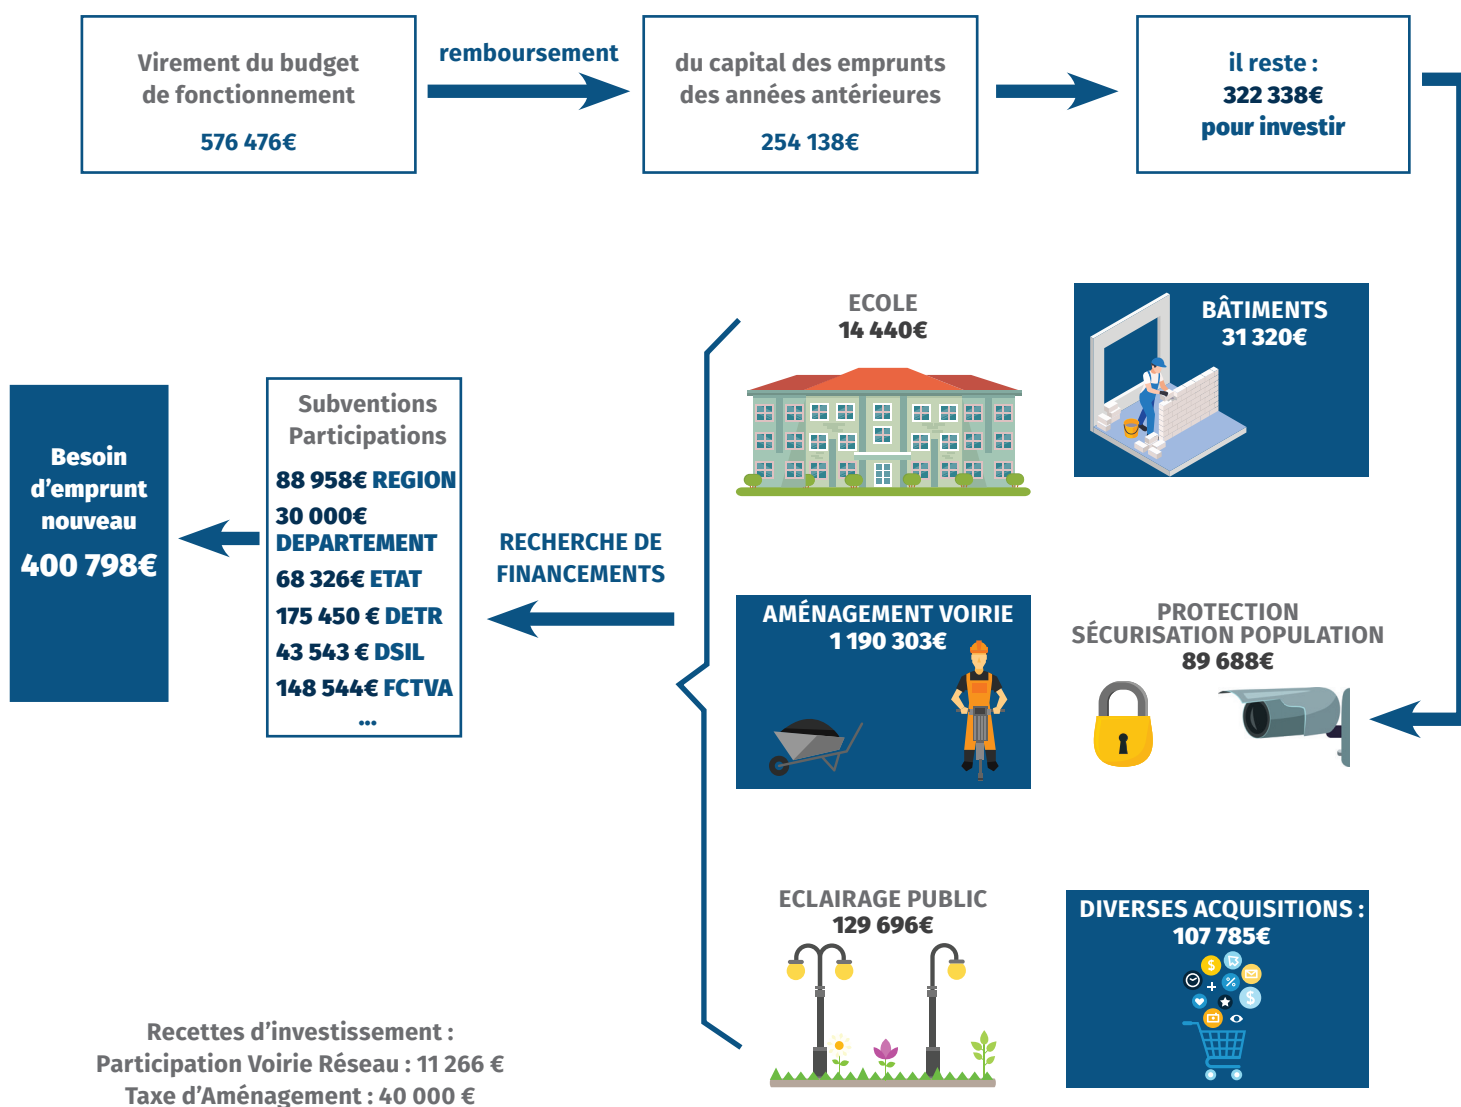 Virement du budget
de fonctionnement
576 476€
remboursement
du capital des emprunts
des années antérieures
254 138€
il reste :
322 338€
pour investir
ECOLE
14 440€
BÂTIMENTS
31 320€
Besoin
d'emprunt
nouveau
400 798€
Subventions
Participations
88 958€ REGION
30 000€
DEPARTEMENT
68 326€ ETAT
175 450 € DETR
43 543 € DSIL
148 544€ FCTVA
...
RECHERCHE DE
FINANCEMENTS
AMÉNAGEMENT VOIRIE
1 190 303€
PROTECTION
SÉCURISATION POPULATION
89 688€
ECLAIRAGE PUBLIC
129 696€
DIVERSES ACQUISITIONS :
107 785€
Recettes d'investissement :
Participation Voirie Réseau : 11 266 €
Taxe d'Aménagement : 40 000 €